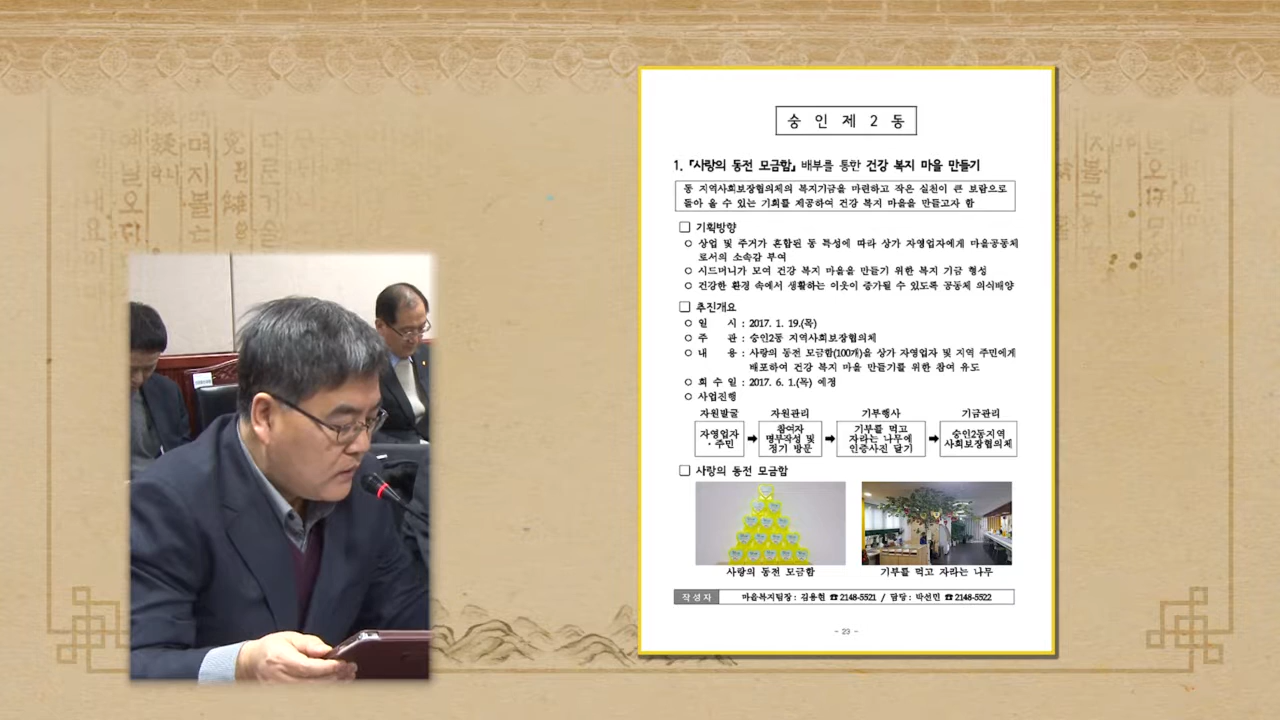 숭 인 제 2 동
1. 「사랑의 동전 모금함」 배부를 통한 건강 복지 마을 만들기
동 지역사회보장협의체의 복지기금을 마련하고 작은 실천이 큰 보람으로
돌아 올 수 있는 기회를 제공하여 건강 복지 마을을 만들고자 함
❑ 기획방향
○ 상업 및 주거가 혼합된 동 특성에 따라 상가 자영업자에게 마을공동체
로서의 소속감 부여
○ 시드머니가 모여 건강 복지 마을을 만들기 위한 복지 기금 형성
○ 건강한 환경 속에서 생활하는 이웃이 증가될 수 있도록 공동체 의식배양
❑ 추진개요
○ 일 시 : 2017. 1. 19.(목)
○ 주 관 : 숭인2동 지역사회보장협의체
○ 내 용 : 사랑의 동전 모금함(100개)을 상가 자영업자 및 지역 주민에게
배포하여 건강 복지 마을 만들기를 위한 참여 유도
○ 회 수 일 : 2017. 6. 1.(목) 예정
○ 사업진행
자원발굴 자원관리 기부행사 기금관리
자영업자
· 주민
➡
참여자
명부작성 및
정기 방문
➡
기부를 먹고
자라는 나무에
인증사진 달기
➡
숭인2동지역
사회보장협의체
❑ 사랑의 동전 모금함
사랑의 동전 모금함 기부를 먹고 자라는 나무
작성자 마을복지팀장 : 김용현 ☎2148-5521 / 담당 : 박선민 ☎2148-5522
- 23 -